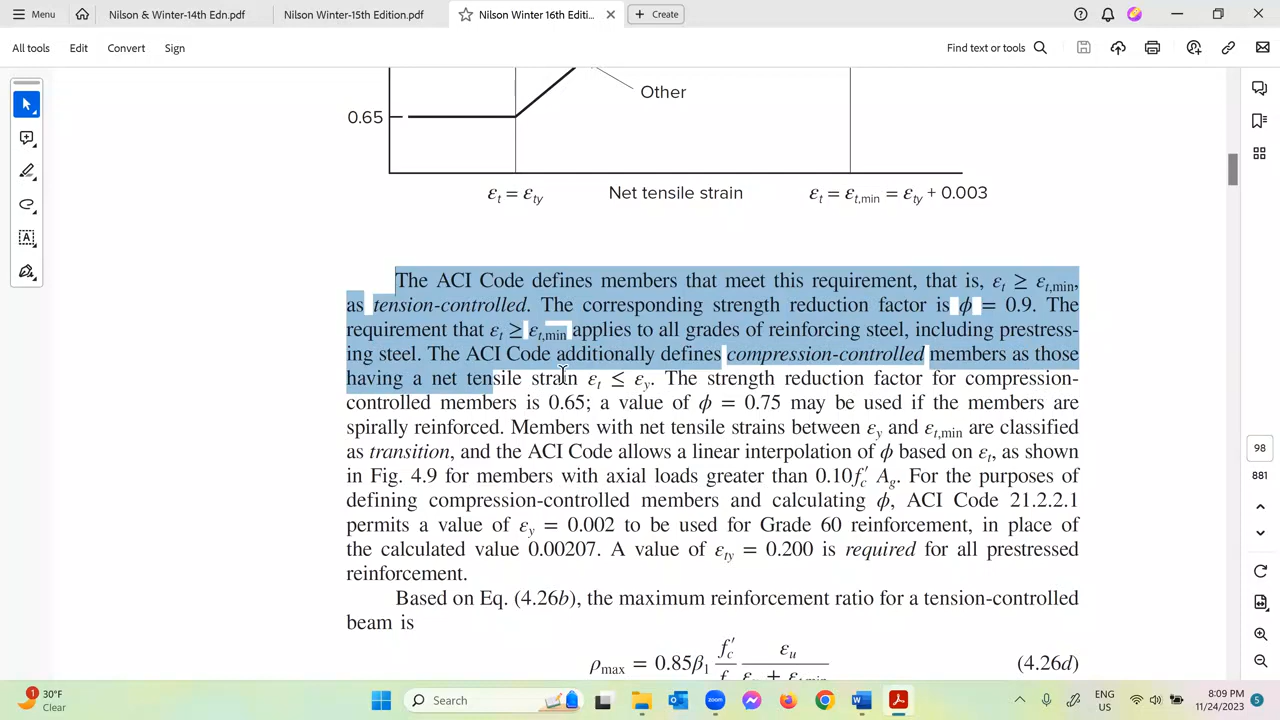 Menu
Nilson & Winter-14th Edn.pdf
Nilson Winter-15th Edition.pdf
Nilson Winter 16th Editi...
Create
All tools
Edit
Convert
Sign
Find text or tools
Other
0.65
εt = εty
Net tensile strain
εt = εt,min = εty + 0.003
The ACI Code defines members that meet this requirement, that is, εt ≥ εt,min,
as tension-controlled. The corresponding strength reduction factor is ϕ = 0.9. The
requirement that εt ≥ εt,min applies to all grades of reinforcing steel, including prestress-
ing steel. The ACI Code additionally defines compression-controlled members as those
having a net tensile strain εt ≤ εy. The strength reduction factor for compression-
controlled members is 0.65; a value of ϕ = 0.75 may be used if the members are
spirally reinforced. Members with net tensile strains between εy and εt,min are classified
as transition, and the ACI Code allows a linear interpolation of ϕ based on εt, as shown
in Fig. 4.9 for members with axial loads greater than 0.10f′c Ag. For the purposes of
defining compression-controlled members and calculating ϕ, ACI Code 21.2.2.1
permits a value of εy = 0.002 to be used for Grade 60 reinforcement, in place of
the calculated value 0.00207. A value of εty = 0.200 is required for all prestressed
reinforcement.
Based on Eq. (4.26b), the maximum reinforcement ratio for a tension-controlled
beam is
ρmax = 0.85β1 f′c/f εu/εu + εt,min (4.26d)
98
881
1
30°F
Clear
Search
ENG
US
8:09 PM
11/24/2023
5